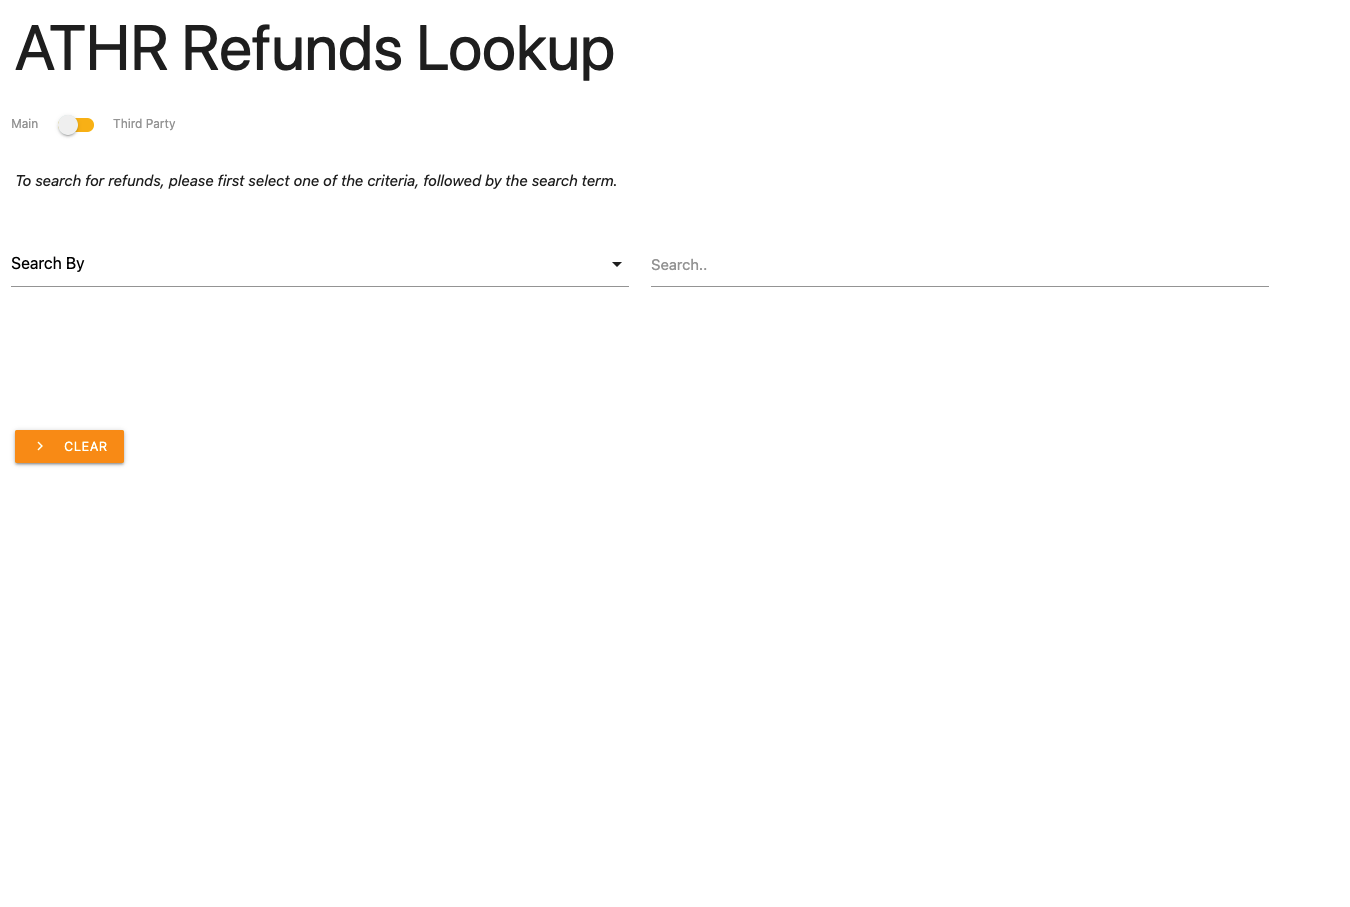 ATHR Refunds Lookup
Main
Third Party
To search for refunds, please first select one of the criteria, followed by the search term.
Search By
Search..
CLEAR